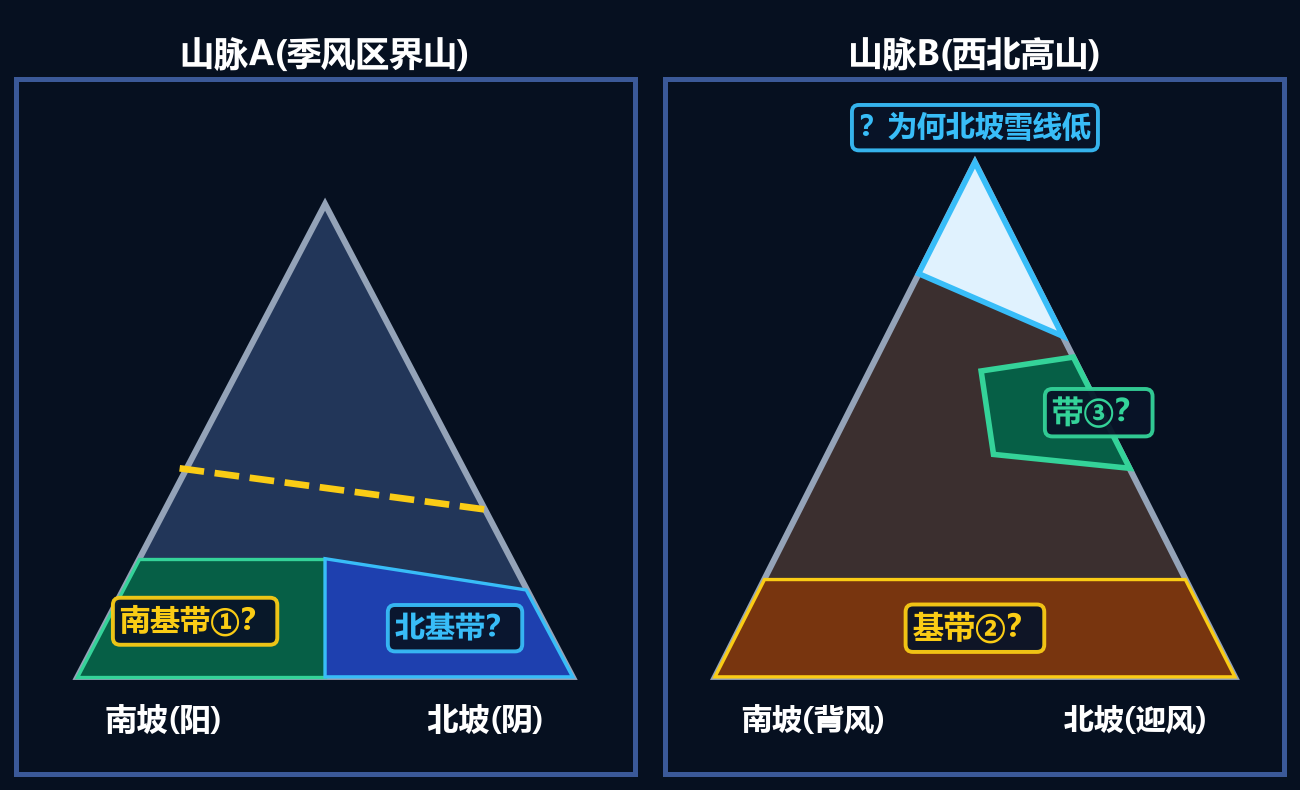 山脉A(季风区界山)
山脉B(西北高山)
？为何北坡雪线低
带③？
南基带①？
北基带？
基带②？
南坡(阳)
北坡(阴)
南坡(背风)
北坡(迎风)